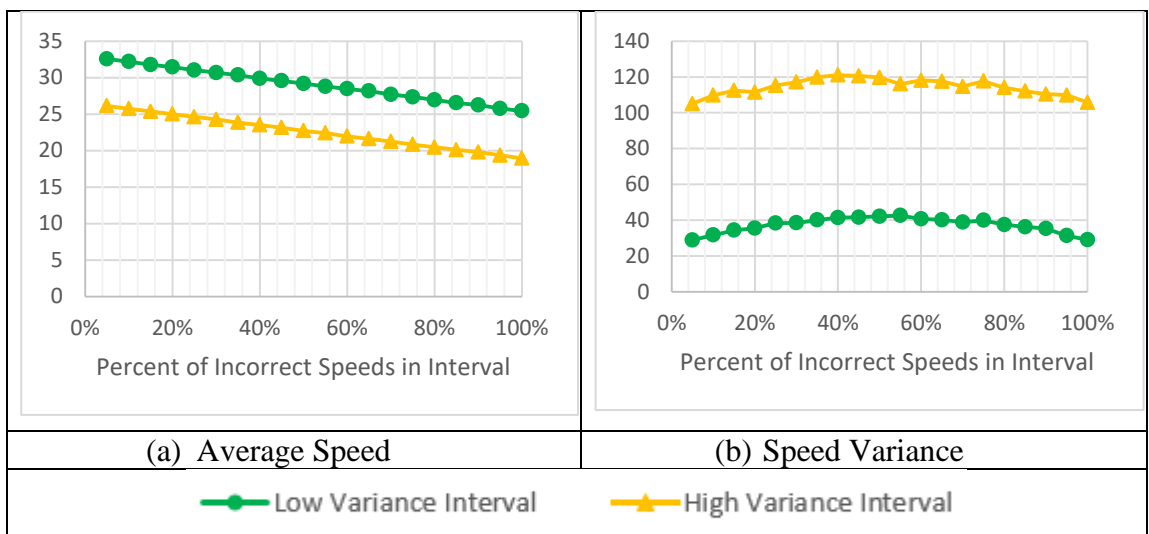 35
30
25
20
15
10
5
0
0% 20% 40% 60% 80% 100%
Percent of Incorrect Speeds in Interval
140
120
100
80
60
40
20
0
0% 20% 40% 60% 80% 100%
Percent of Incorrect Speeds in Interval
(a) Average Speed
(b) Speed Variance
Low Variance Interval High Variance Interval